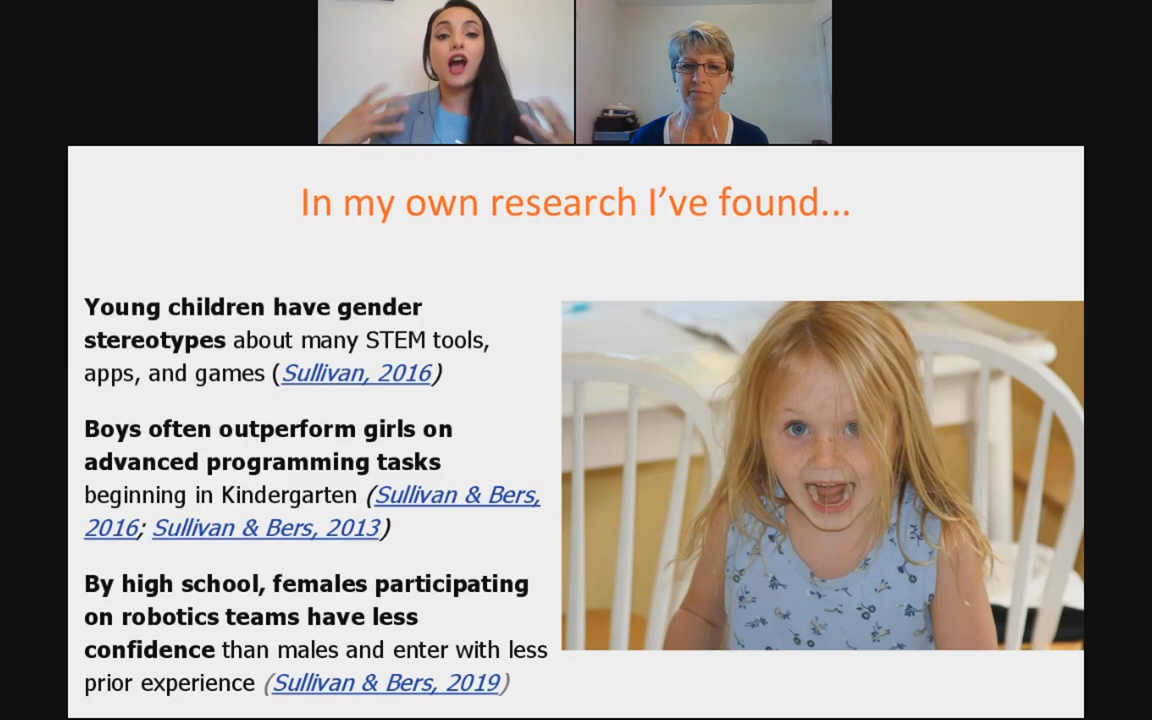 In my own research I’ve found...
Young children have gender
stereotypes about many STEM tools,
apps, and games (Sullivan, 2016)
Boys often outperform girls on
advanced programming tasks
beginning in Kindergarten (Sullivan & Bers,
2016; Sullivan & Bers, 2013)
By high school, females participating
on robotics teams have less
confidence than males and enter with less
prior experience (Sullivan & Bers, 2019)